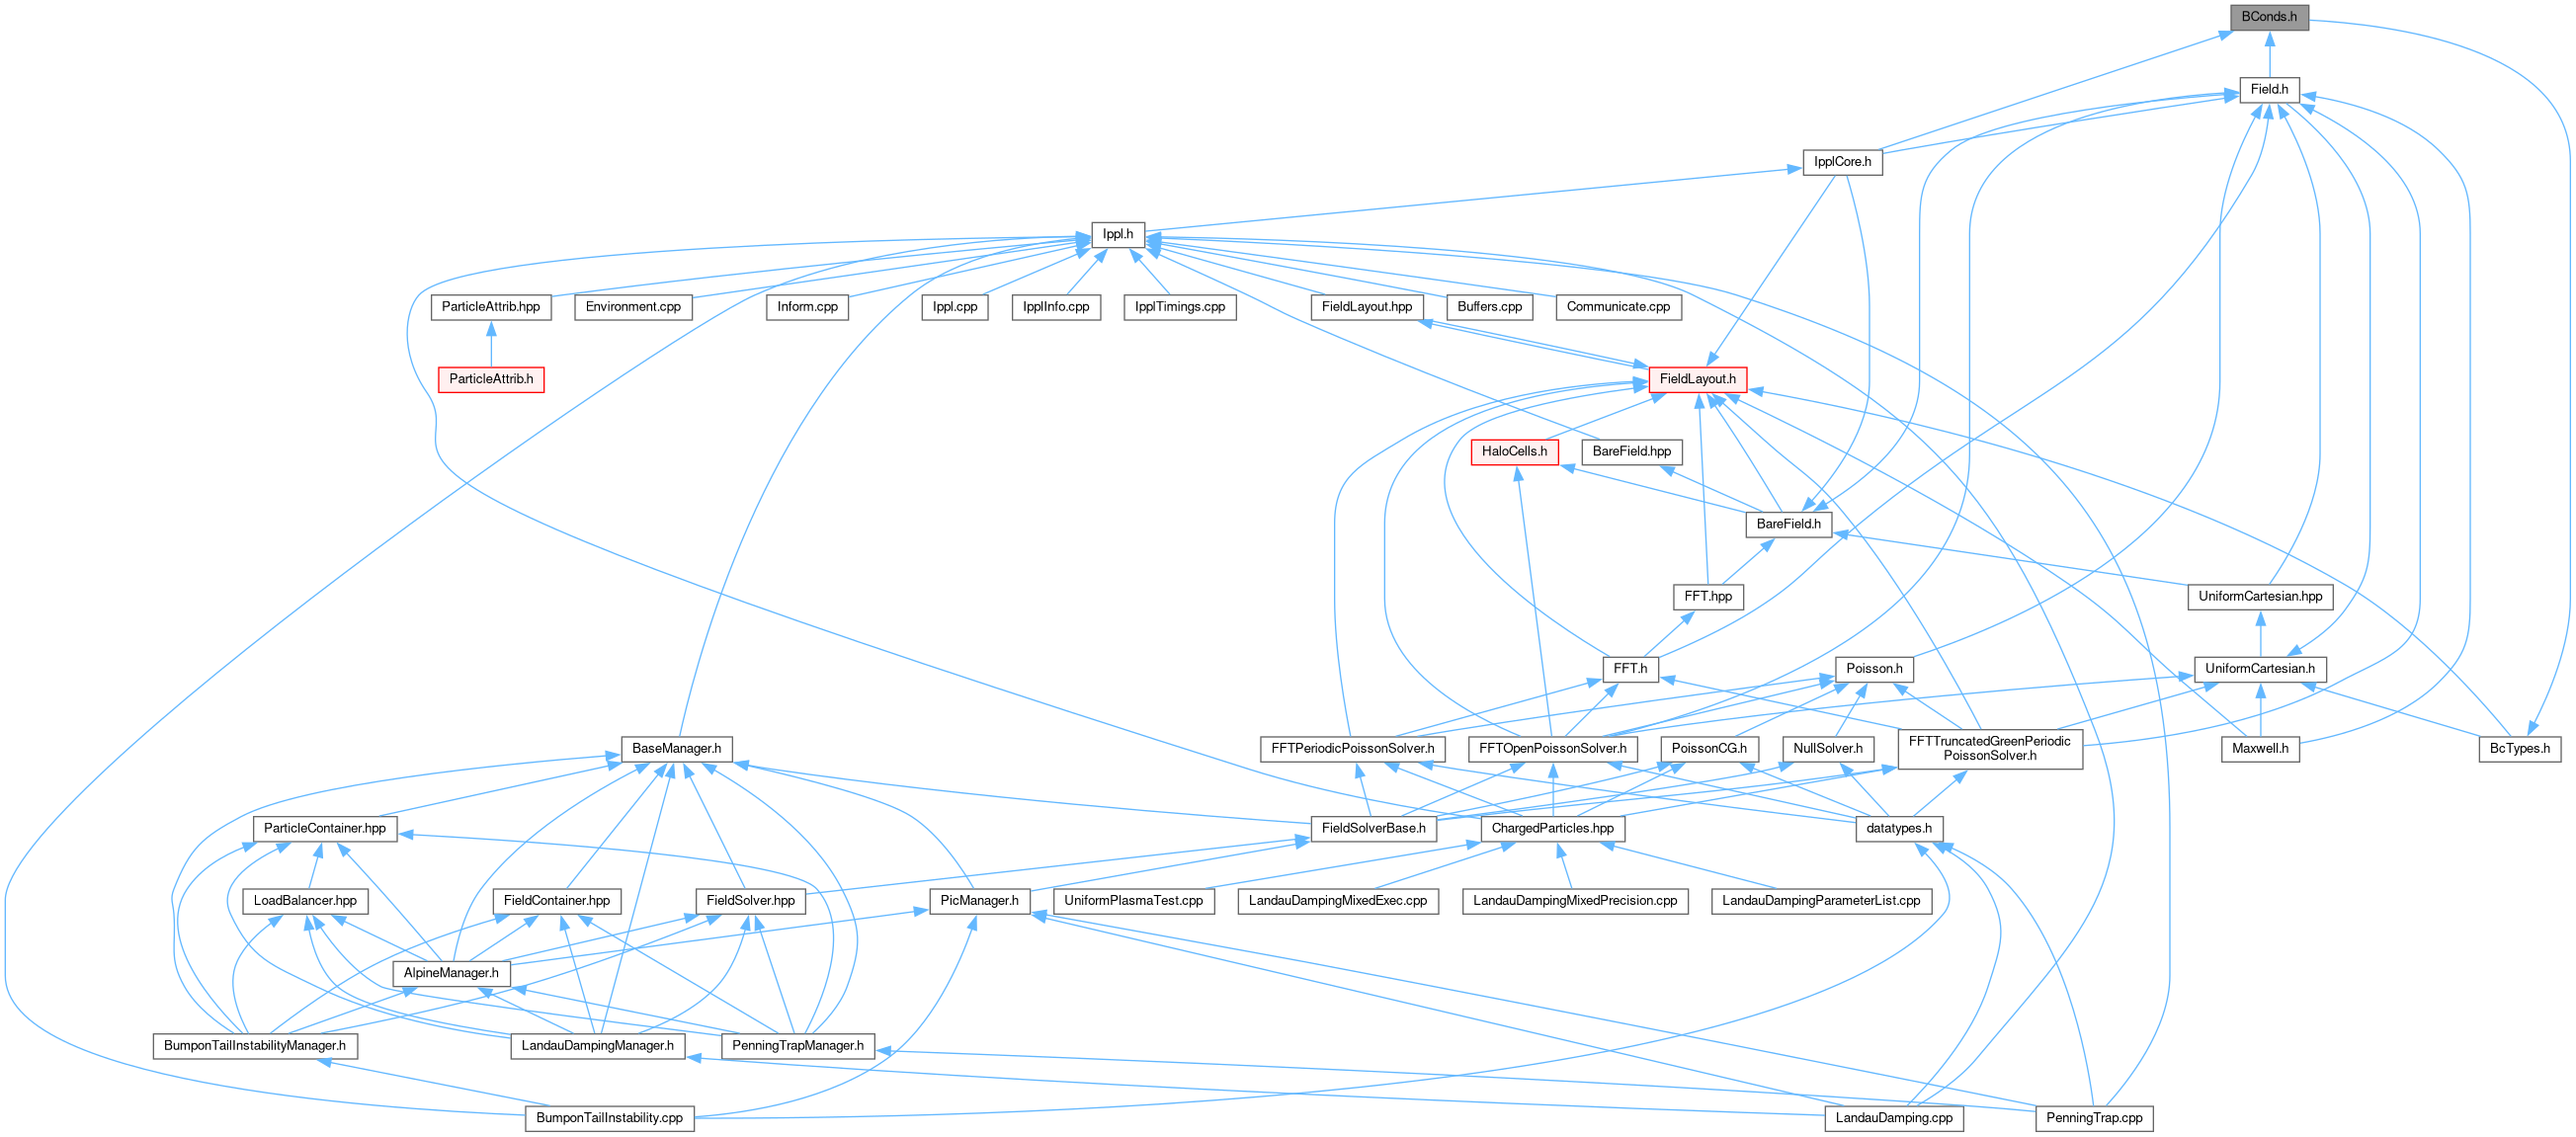 BConds.h
Field.h
IpplCore.h
Ippl.h
ParticleAttrib.hpp
Environment.cpp
Inform.cpp
Ippl.cpp
IpplInfo.cpp
IpplTimings.cpp
FieldLayout.hpp
Buffers.cpp
Communicate.cpp
ParticleAttrib.h
FieldLayout.h
HaloCells.h
BareField.hpp
BareField.h
FFT.hpp
UniformCartesian.hpp
FFT.h
Poisson.h
UniformCartesian.h
BaseManager.h
FFTPeriodicPoissonSolver.h
FFTOpenPoissonSolver.h
PoissonCG.h
NullSolver.h
FFTTruncatedGreenPeriodic
PoissonSolver.h
Maxwell.h
BcTypes.h
ParticleContainer.hpp
FieldSolverBase.h
ChargedParticles.hpp
datatypes.h
LoadBalancer.hpp
FieldContainer.hpp
FieldSolver.hpp
PicManager.h
UniformPlasmaTest.cpp
LandauDampingMixedExec.cpp
LandauDampingMixedPrecision.cpp
LandauDampingParameterList.cpp
AlpineManager.h
BumponTailInstabilityManager.h
LandauDampingManager.h
PenningTrapManager.h
BumponTailInstability.cpp
LandauDamping.cpp
PenningTrap.cpp